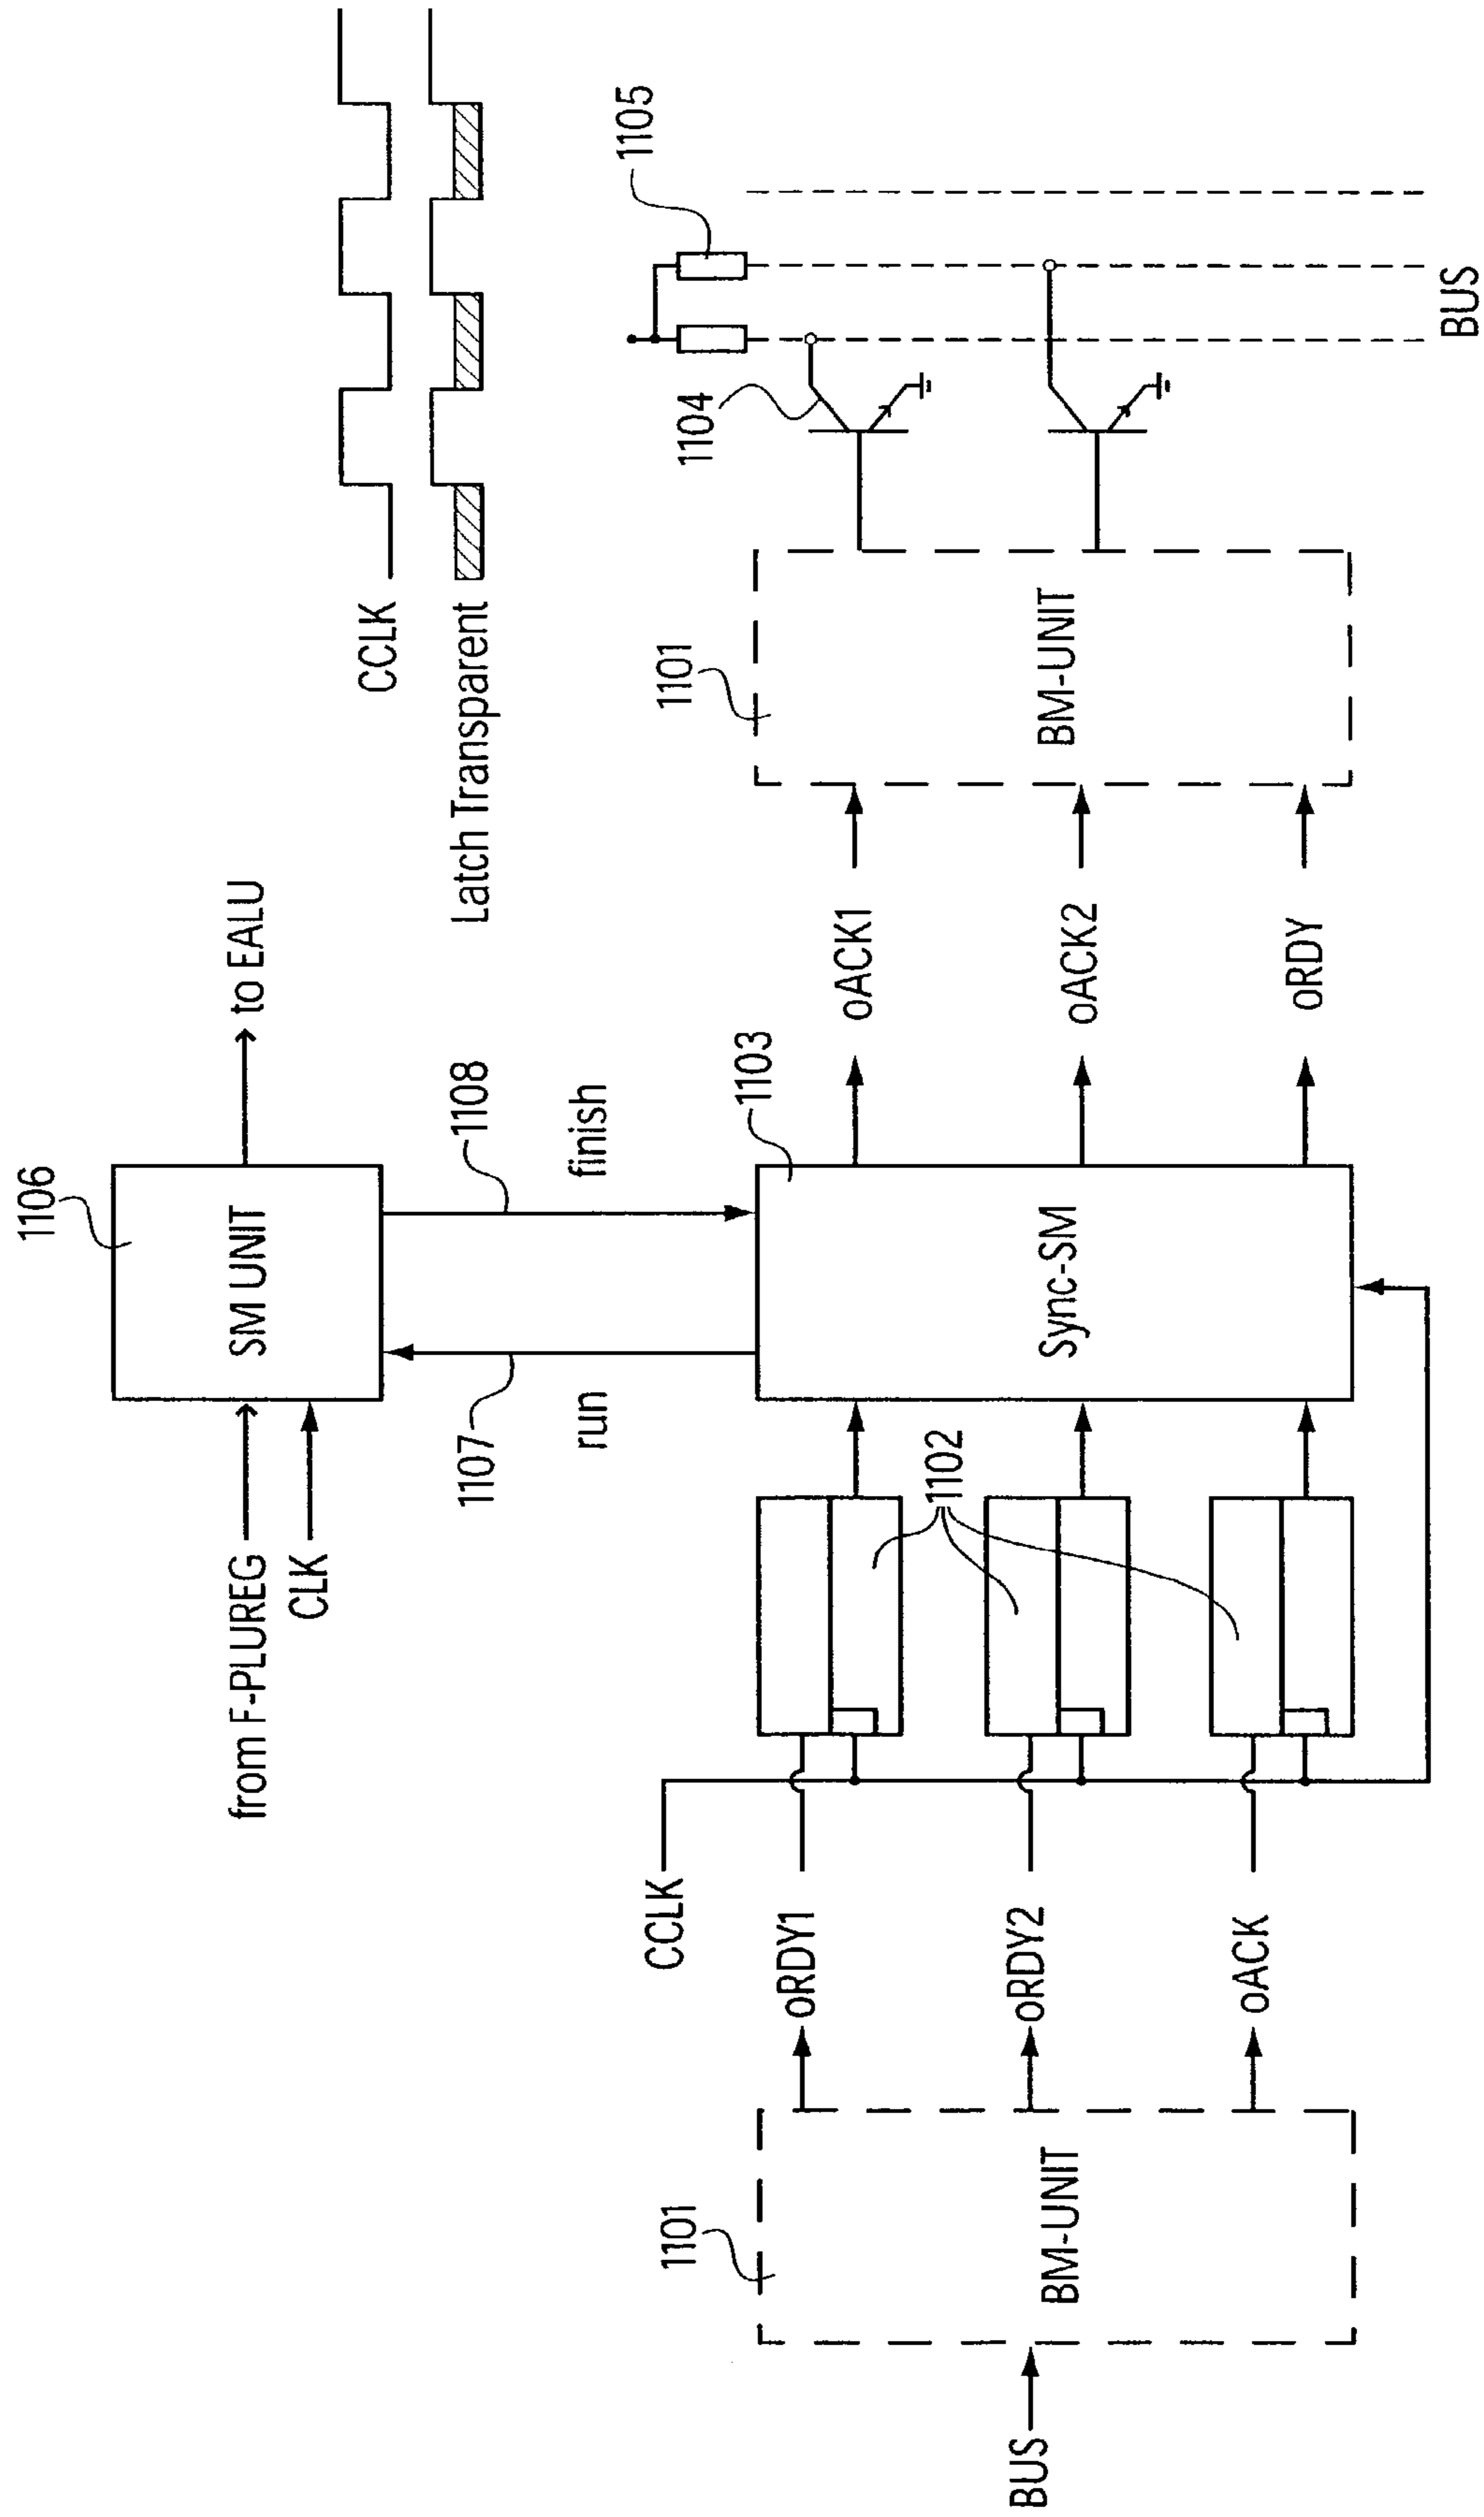 1106
from F-PLUREG
SM UNIT
to EALU
CLK
CCLK
Latch Transparent
1107
1108
run
finish
1105
1101
CCLK
1103
1101
1104
oRDY1
oACK1
1102
BUS
BM-UNIT
oRDY2
Sync-SM
oACK2
BM-UNIT
oACK
oRDY
BUS